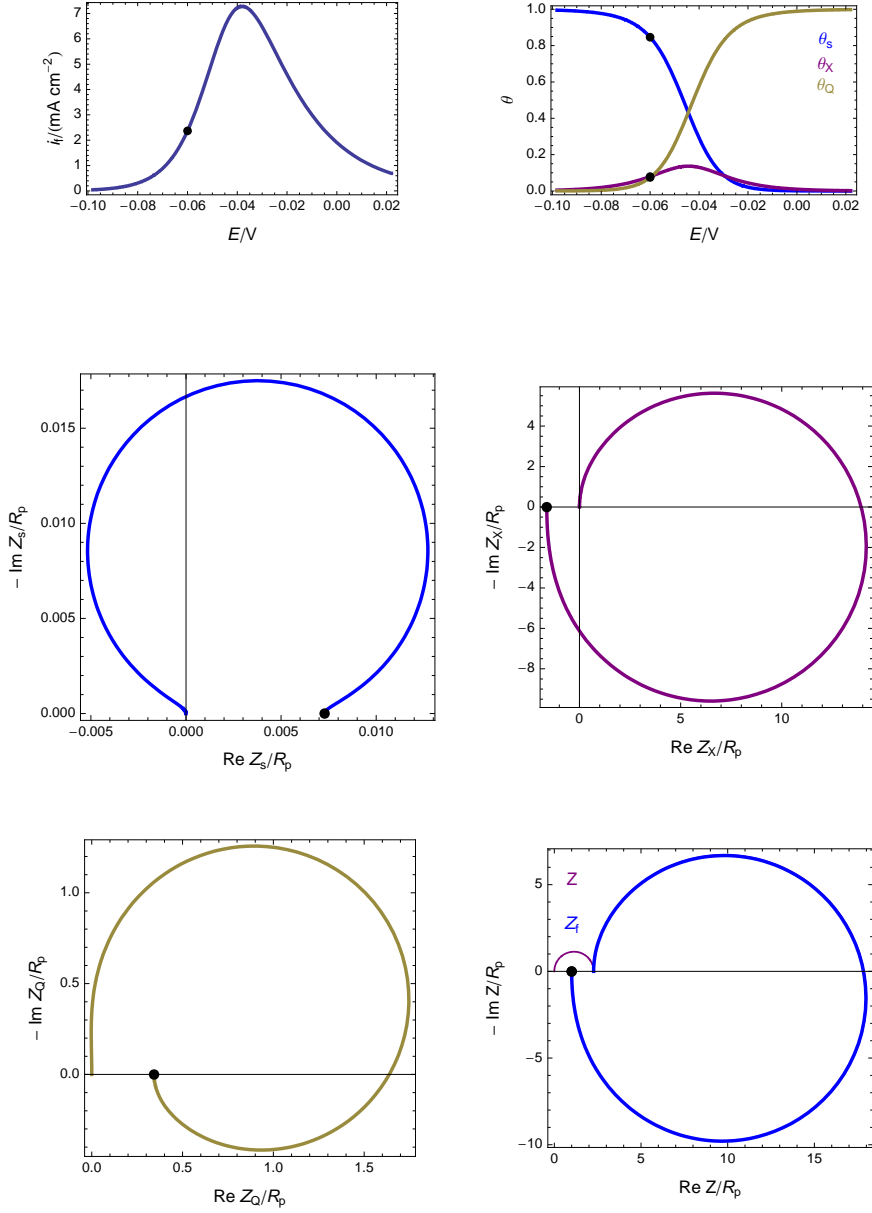 7
6
5
4
3
2
1
0
i_f/(mA cm⁻²)
−0.10 −0.08 −0.06 −0.04 −0.02 0.00 0.02
E/V
1.0
0.8
0.6
0.4
0.2
0.0
θ
θ_s
θ_X
θ_Q
−0.10 −0.08 −0.06 −0.04 −0.02 0.00 0.02
E/V
0.015
0.010
0.005
0.000
− Im Z_s/R_p
−0.005 0.000 0.005 0.010
Re Z_s/R_p
4
2
0
−2
−4
−6
−8
− Im Z_X/R_p
0 5 10
Re Z_X/R_p
1.0
0.5
0.0
− Im Z_Q/R_p
0.0 0.5 1.0 1.5
Re Z_Q/R_p
5
0
−5
−10
− Im Z/R_p
Z
Z_f
0 5 10 15
Re Z/R_p